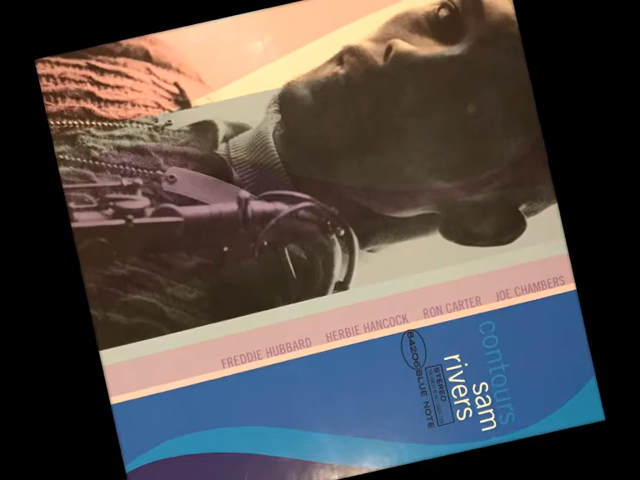 FREDDIE HUBBARD HERBIE HANCOCK RON CARTER JOE CHAMBERS
contours
sam
rivers
STEREO
84206 BLUE NOTE